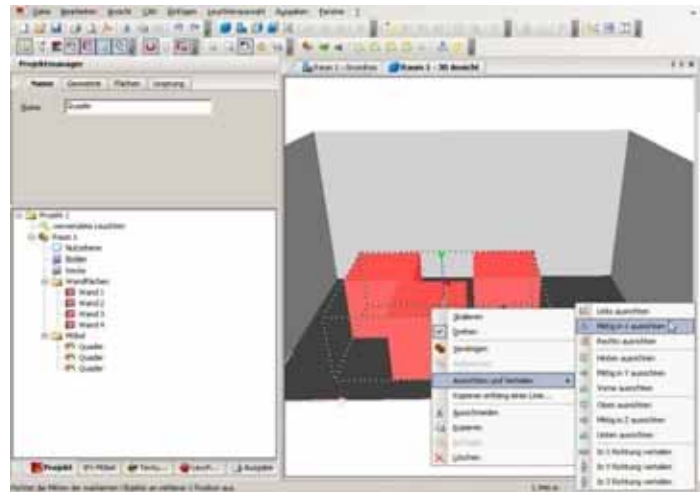 Datei Bearbeiten Ansicht CAD Einfügen Leuchtenauswahl Ausgaben Fenster ?
Projektmanager
Name Geometrie Flächen Ursprung
Name Quader
Projekt 1
verwendete Leuchten
Raum 1
Nutzebene
Boden
Decke
Wandflächen
Wand 1
Wand 2
Wand 3
Wand 4
Möbel
Quader
Quader
Quader
Projekt Möbel Ausgabe
Raum 1 - Grundriss Raum 1 - 3D Ansicht
Skalieren
Drehen
Vereinigen
Ausrichten und Verteilen
Kopieren entlang einer Linie...
Ausschneiden
Kopieren
Löschen
Links ausrichten
Mittig in X ausrichten
Rechts ausrichten
Hinten ausrichten
Mittig in Y ausrichten
Vorne ausrichten
Oben ausrichten
Mittig in Z ausrichten
Unten ausrichten
In X Richtung verteilen
In Y Richtung verteilen
In Z Richtung verteilen